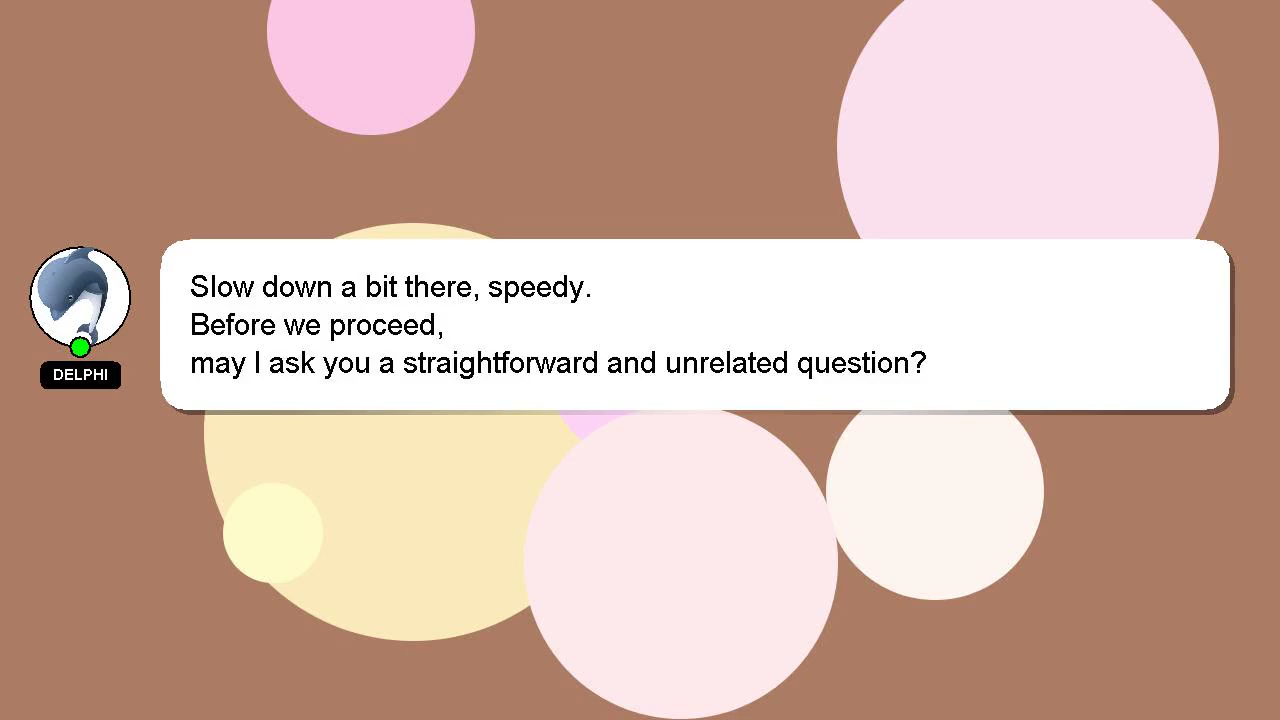 Slow down a bit there, speedy.
Before we proceed,
may I ask you a straightforward and unrelated question?
DELPHI